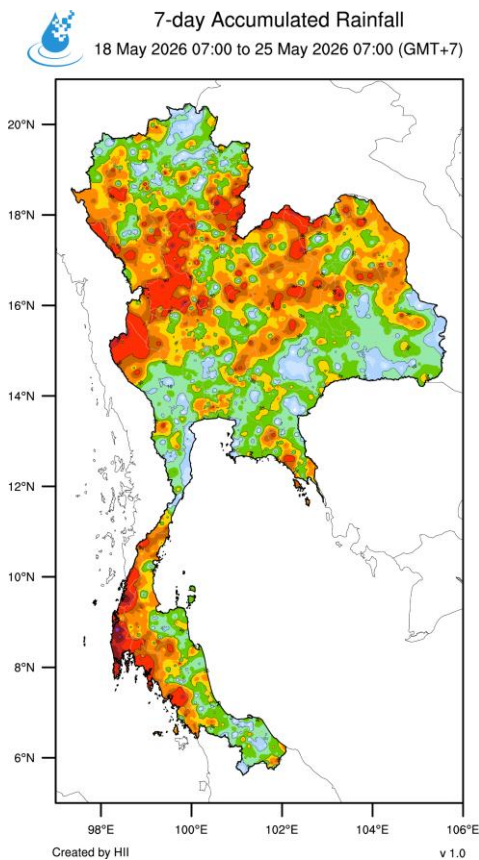 7-day Accumulated Rainfall
18 May 2026 07:00 to 25 May 2026 07:00 (GMT+7)
20°N
18°N
16°N
14°N
12°N
10°N
8°N
6°N
98°E 100°E 102°E 104°E 106°E
Created by HII v 1.0